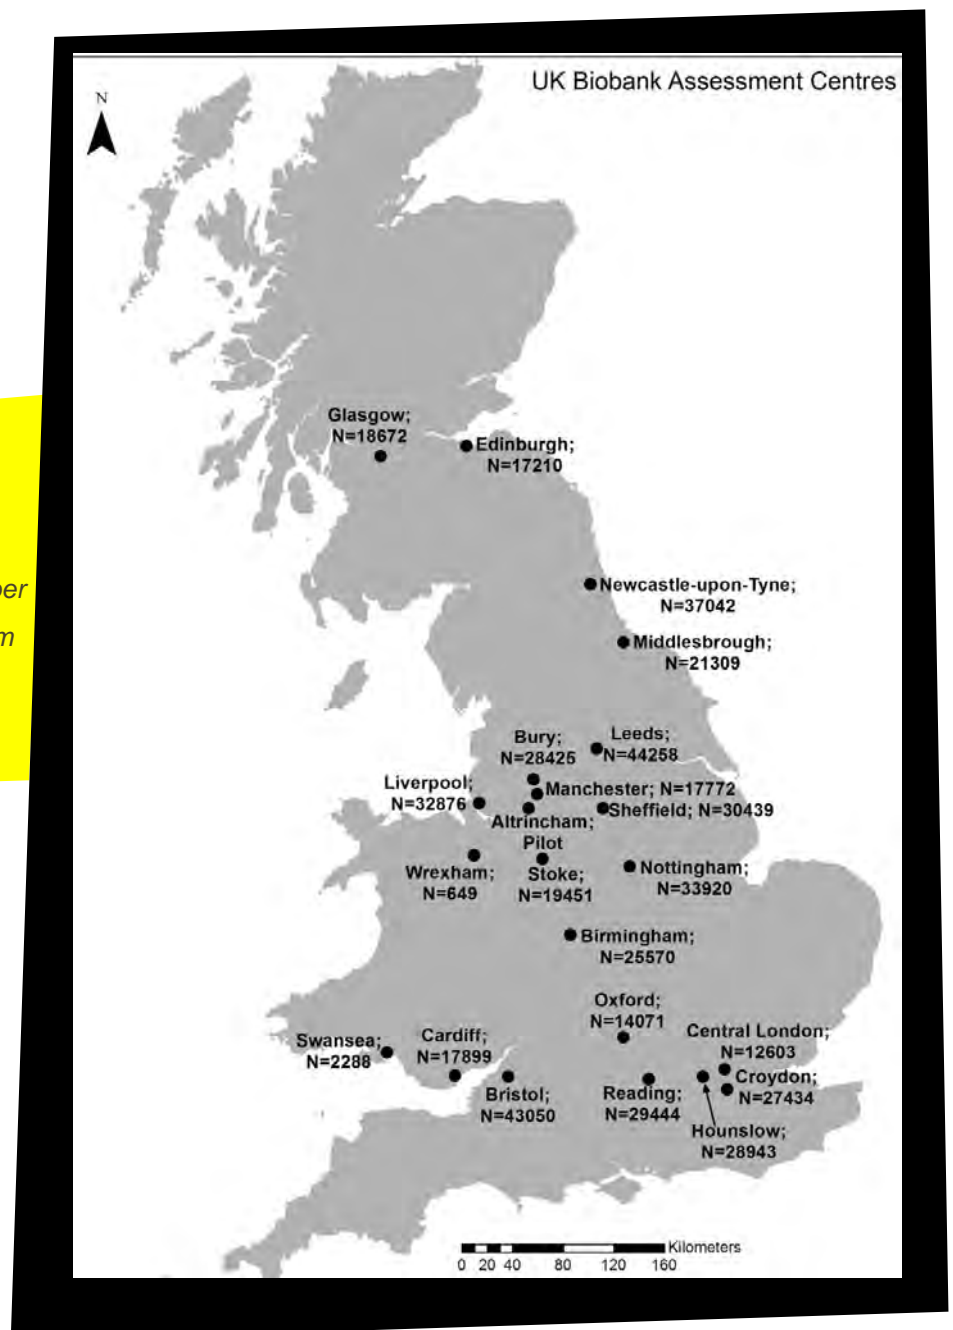 UK Biobank Assessment Centres
N
Glasgow;
N=18672
Edinburgh;
N=17210
Newcastle-upon-Tyne;
N=37042
Middlesbrough;
N=21309
Bury;
N=28425
Leeds;
N=44258
Liverpool;
N=32876
Manchester; N=17772
Sheffield; N=30439
Altrincham;
Pilot
Wrexham;
N=649
Stoke;
N=19451
Nottingham;
N=33920
Birmingham;
N=25570
Oxford;
N=14071
Central London;
N=12603
Swansea;
N=2288
Cardiff;
N=17899
Bristol;
N=43050
Reading;
N=29444
Croydon;
N=27434
Hounslow;
N=28943
Kilometers
0 20 40 80 120 160